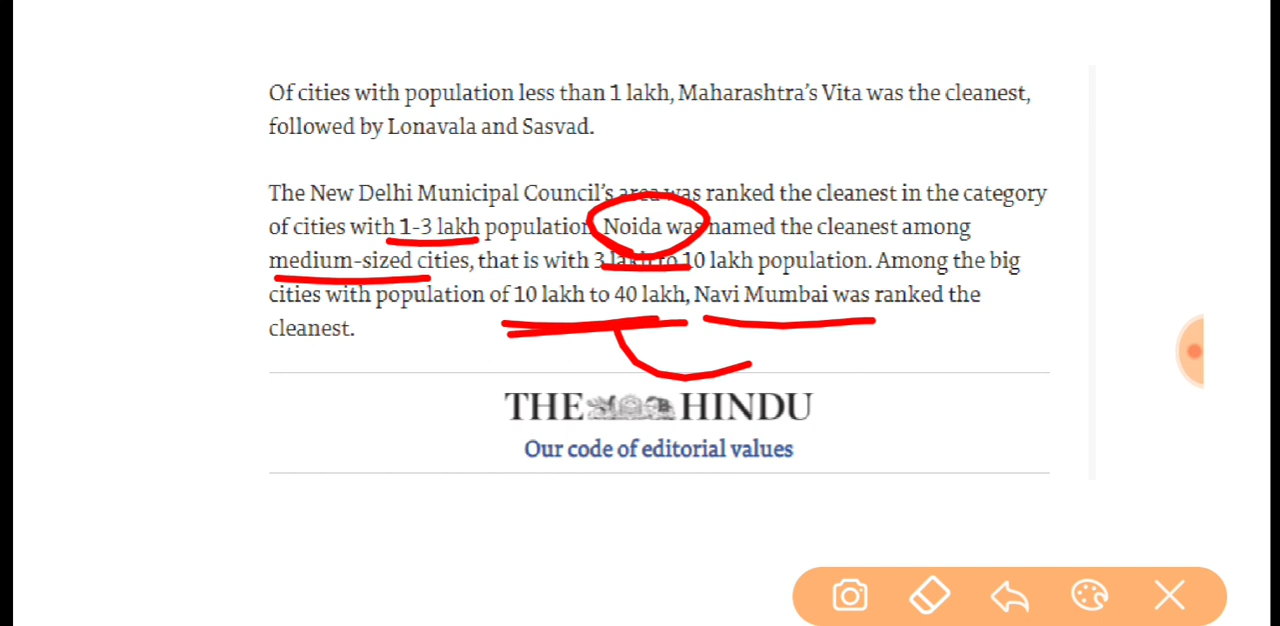 Of cities with population less than 1 lakh, Maharashtra's Vita was the cleanest,
followed by Lonavala and Sasvad.
The New Delhi Municipal Council's area was ranked the cleanest in the category
of cities with 1-3 lakh population. Noida was named the cleanest among
medium-sized cities, that is with 3 lakh to 10 lakh population. Among the big
cities with population of 10 lakh to 40 lakh, Navi Mumbai was ranked the
cleanest.
THE HINDU
Our code of editorial values